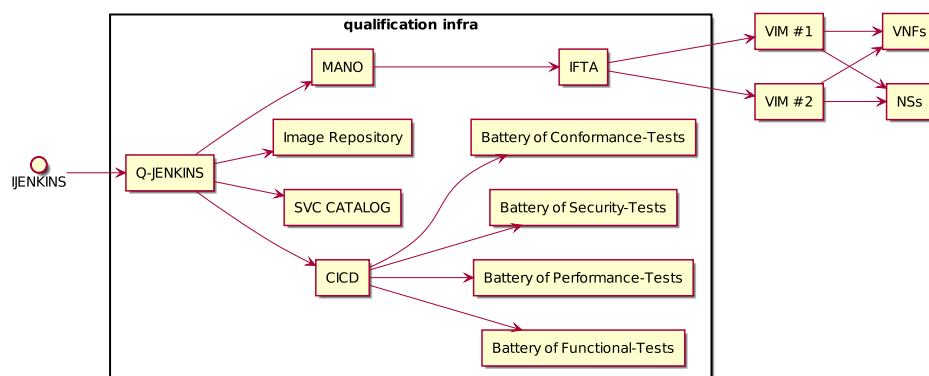 qualification infra
VIM #1
VNFs
MANO
IFTA
VIM #2
NSs
Image Repository
Battery of Conformance-Tests
IJENKINS
Q-JENKINS
SVC CATALOG
Battery of Security-Tests
CICD
Battery of Performance-Tests
Battery of Functional-Tests